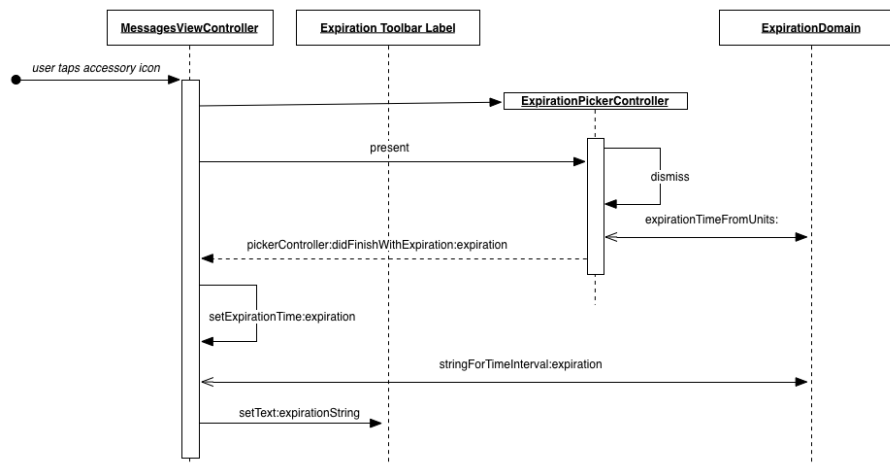 MessagesViewController
Expiration Toolbar Label
ExpirationDomain
user taps accessory icon
ExpirationPickerController
present
dismiss
expirationTimeFromUnits:
pickerController:didFinishWithExpiration:expiration
setExpirationTime:expiration
stringForTimeInterval:expiration
setText:expirationString